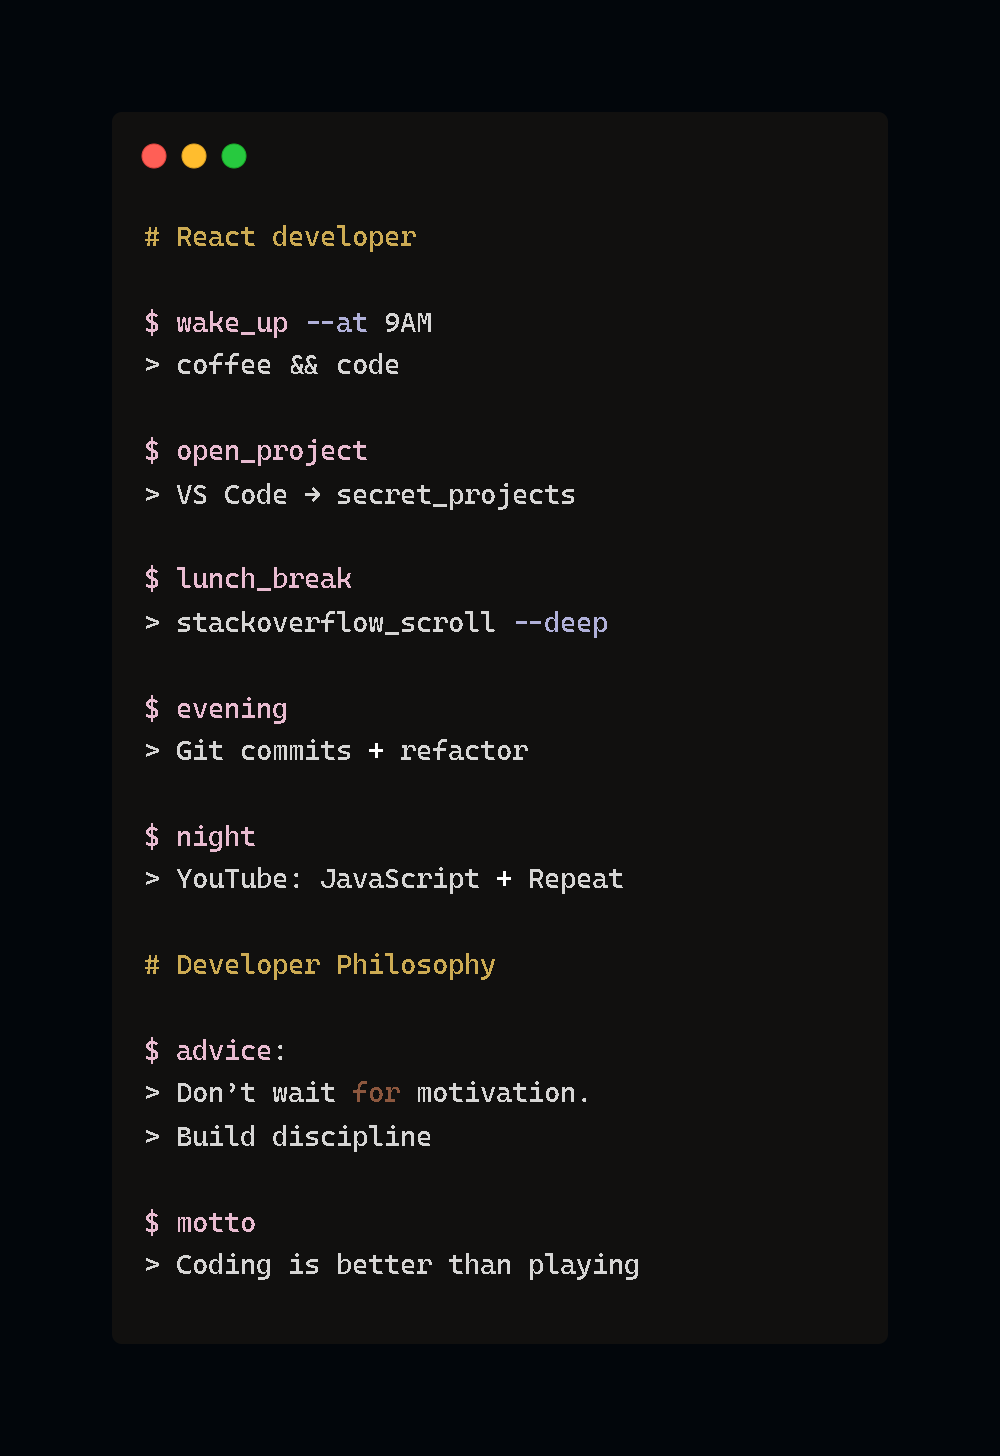 # React developer
$ wake_up --at 9AM
> coffee && code
$ open_project
> VS Code → secret_projects
$ lunch_break
> stackoverflow_scroll --deep
$ evening
> Git commits + refactor
$ night
> YouTube: JavaScript + Repeat
# Developer Philosophy
$ advice:
> Don’t wait for motivation.
> Build discipline
$ motto
> Coding is better than playing